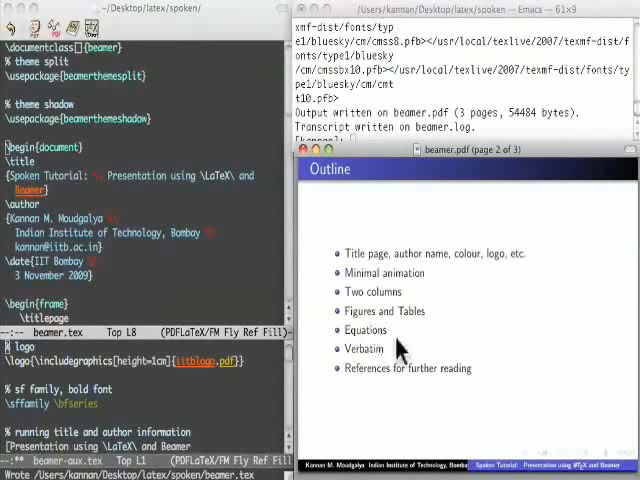 ~/Desktop/latex/spoken/
\documentclass[]{beamer}
% theme split
\usepackage{beamerthemesplit}
% theme shadow
\usepackage{beamerthemeshadow}
\begin{document}
\title
{Spoken Tutorial: \\ Presentation using \LaTeX\ and
Beamer}
\author
{Kannan M. Moudgalya \\
Indian Institute of Technology, Bombay \\
kannan@iitb.ac.in}
\date{IIT Bombay \\
3 November 2009}
\begin{frame}
\titlepage
--:-- beamer.tex Top L8 (PDFLaTeX/FM Fly Ref Fill)
% logo
\logo{\includegraphics[height=1cm]{iitblogo.pdf}}
% sf family, bold font
\sffamily \bfseries
% running title and author information
[Presentation using \LaTeX\ and Beamer
--:** beamer-aux.tex Top L1 (PDFLaTeX/FM Fly Ref Fill
Wrote /Users/kannan/Desktop/latex/spoken/beamer.tex
/Users/kannan/Desktop/latex/spoken — Emacs — 61×9
xmf-dist/fonts/typ
e1/bluesky/cm/cmss8.pfb></usr/local/texlive/2007/texmf-dist/f
onts/type1/bluesky
/cm/cmssbx10.pfb></usr/local/texlive/2007/texmf-dist/fonts/ty
pe1/bluesky/cm/cmt
t10.pfb>
Output written on beamer.pdf (3 pages, 54484 bytes).
Transcript written on beamer.log.
beamer.pdf (page 2 of 3)
Outline
Title page, author name, colour, logo, etc.
Minimal animation
Two columns
Figures and Tables
Equations
Verbatim
References for further reading
Kannan M. Moudgalya Indian Institute of Technology, Bomba Spoken Tutorial: Presentation using LaTeX and Beamer